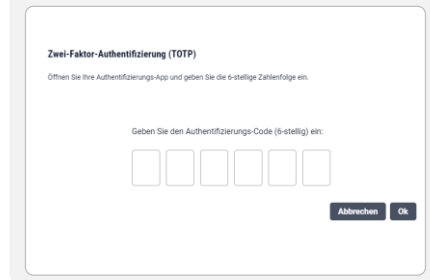 Zwei-Faktor-Authentifizierung (TOTP)
Öffnen Sie Ihre Authentifizierungs-App und geben Sie die 6-stellige Zahlenfolge ein.
Geben Sie den Authentifizierungs-Code (6-stellig) ein:
Abbrechen Ok